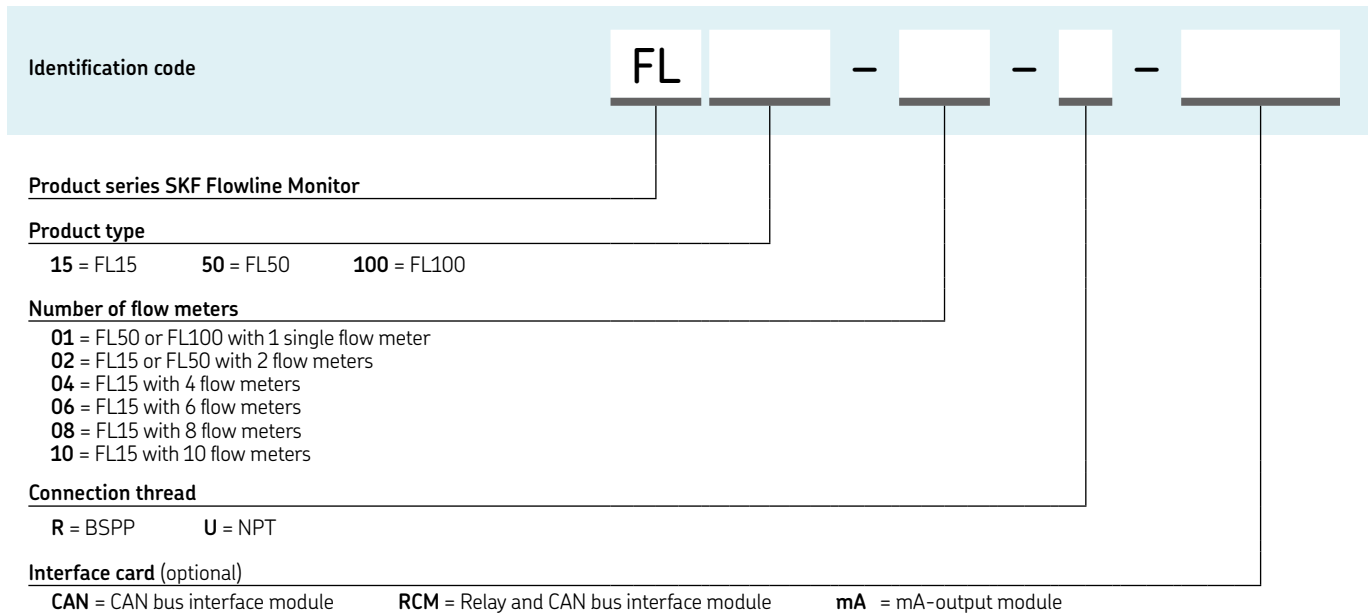 Identification code FL – – –
Product series SKF Flowline Monitor
Product type
15 = FL15 50 = FL50 100 = FL100
Number of flow meters
01 = FL50 or FL100 with 1 single flow meter
02 = FL15 or FL50 with 2 flow meters
04 = FL15 with 4 flow meters
06 = FL15 with 6 flow meters
08 = FL15 with 8 flow meters
10 = FL15 with 10 flow meters
Connection thread
R = BSPP U = NPT
Interface card (optional)
CAN = CAN bus interface module RCM = Relay and CAN bus interface module mA = mA-output module